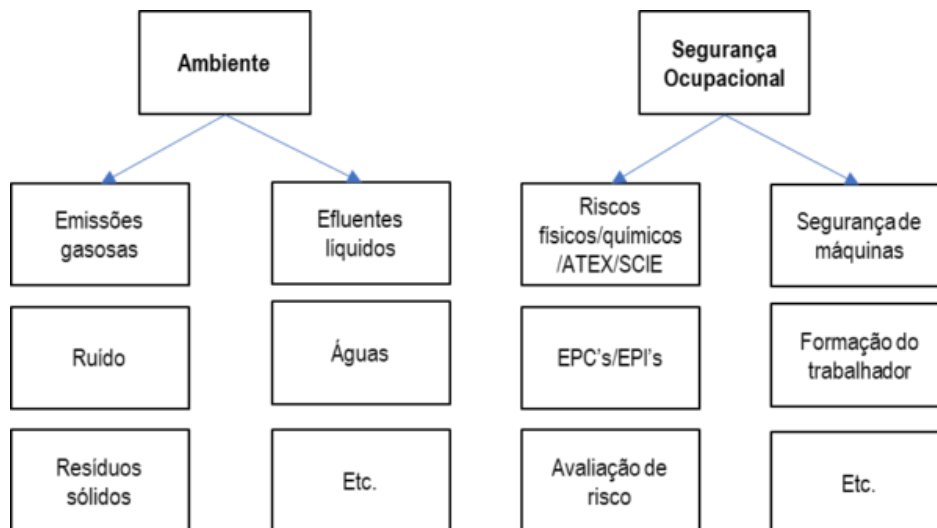 Ambiente
Segurança
Ocupacional
Emissões
gasosas
Efluentes
líquidos
Riscos
físicos/químicos
/ATEX/SCIE
Segurança de
máquinas
Ruído
Águas
EPC's/EPI's
Formação do
trabalhador
Resíduos
sólidos
Etc.
Avaliação de
risco
Etc.